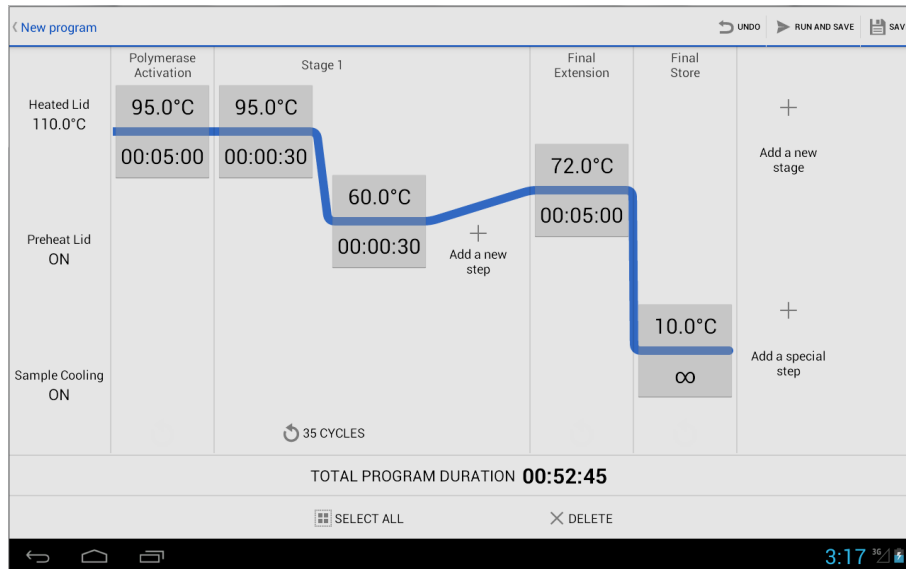 New program
UNDO
RUN AND SAVE
SAV
Polymerase
Activation
Stage 1
Final
Extension
Final
Store
Heated Lid
110.0°C
95.0°C
00:05:00
95.0°C
00:00:30
60.0°C
00:00:30
Add a new
step
72.0°C
00:05:00
10.0°C
∞
Add a new
stage
Preheat Lid
ON
Add a special
step
Sample Cooling
ON
35 CYCLES
TOTAL PROGRAM DURATION 00:52:45
SELECT ALL
DELETE
3:17 3G